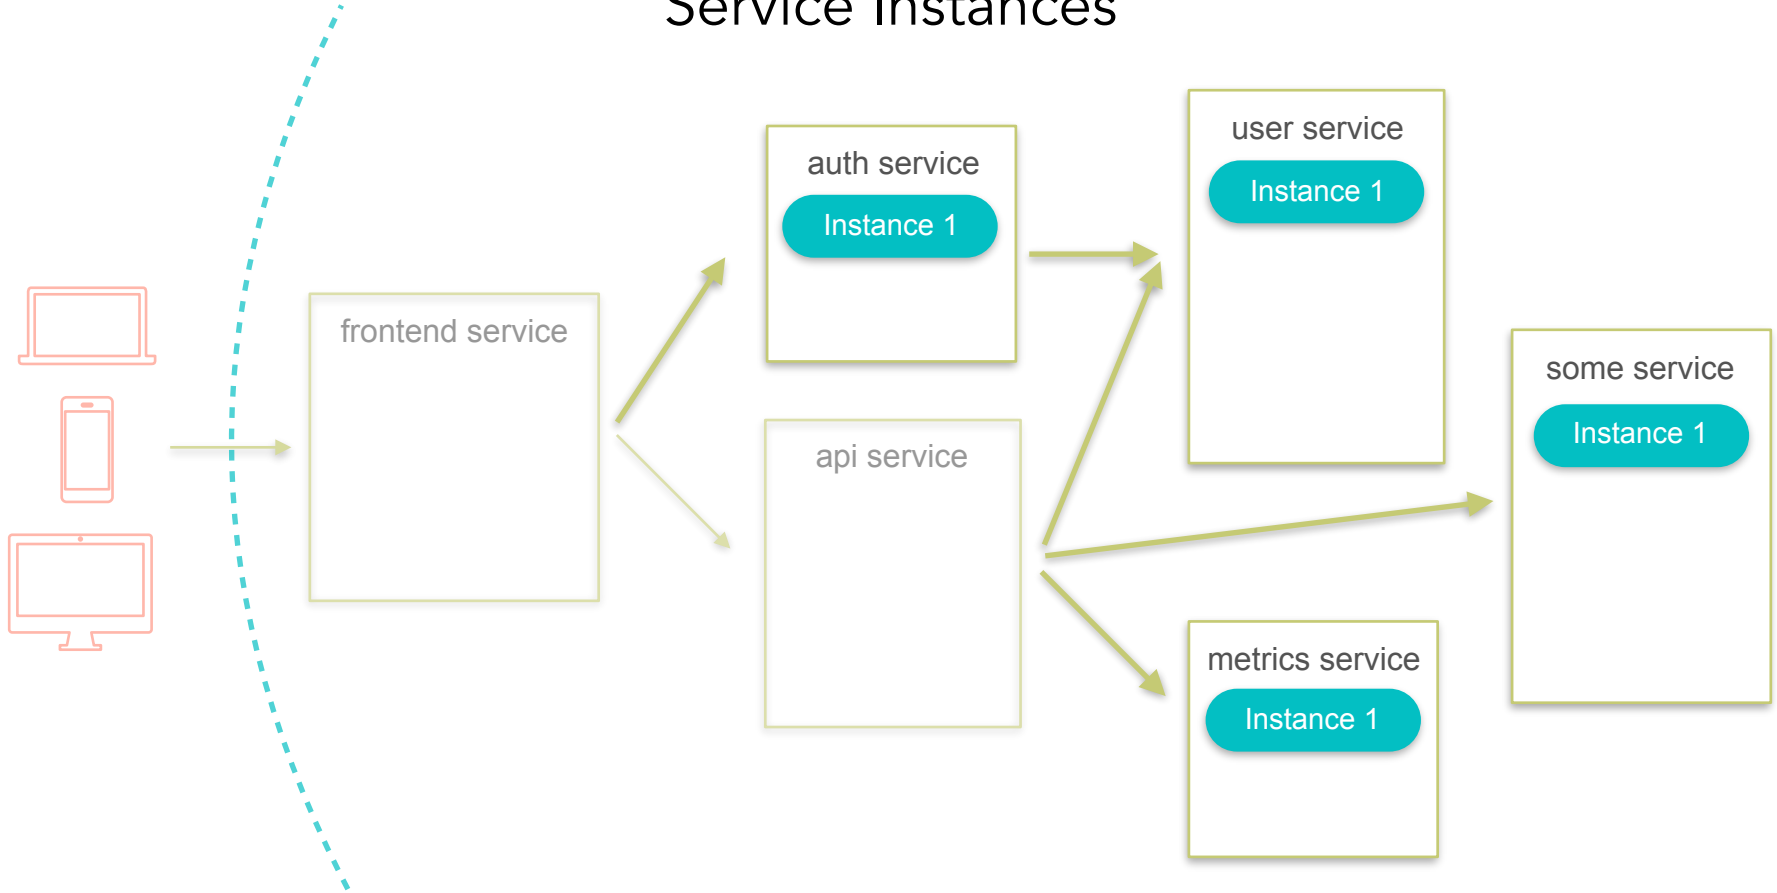 Service Instances
user service
Instance 1
auth service
Instance 1
frontend service
some service
Instance 1
api service
metrics service
Instance 1